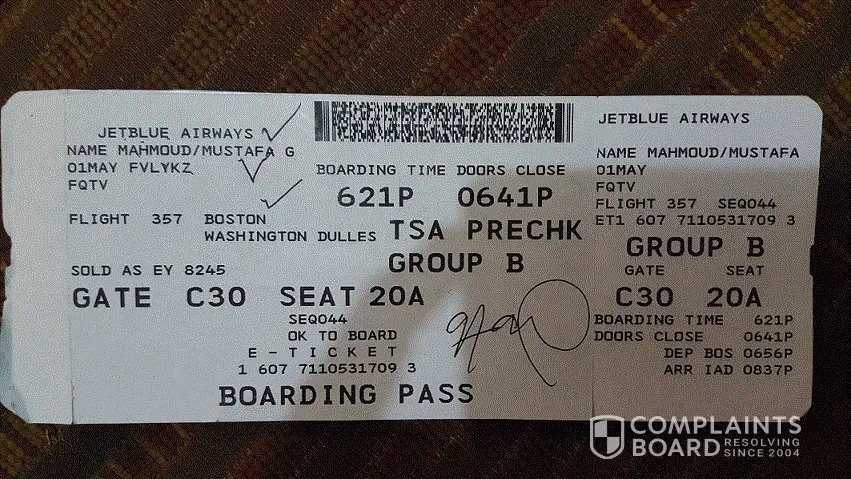 JETBLUE AIRWAYS
NAME MAHMOUD/MUSTAFA G
01MAY FVLYKZ
FQTV
BOARDING TIME DOORS CLOSE
621P 0641P
FLIGHT 357 BOSTON
WASHINGTON DULLES
TSA PRECHK
GROUP B
SOLD AS EY 8245
GATE C30 SEAT 20A
SEQ044
OK TO BOARD
E-TICKET
1 607 7110531709 3
BOARDING PASS
JETBLUE AIRWAYS
NAME MAHMOUD/MUSTAFA
01MAY
FQTV
FLIGHT 357 SEQ044
ET1 607 7110531709 3
GROUP B
GATE SEAT
C30 20A
BOARDING TIME 621P
DOORS CLOSE 0641P
DEP BOS 0656P
ARR IAD 0837P
COMPLAINTS
BOARD RESOLVING
SINCE 2004